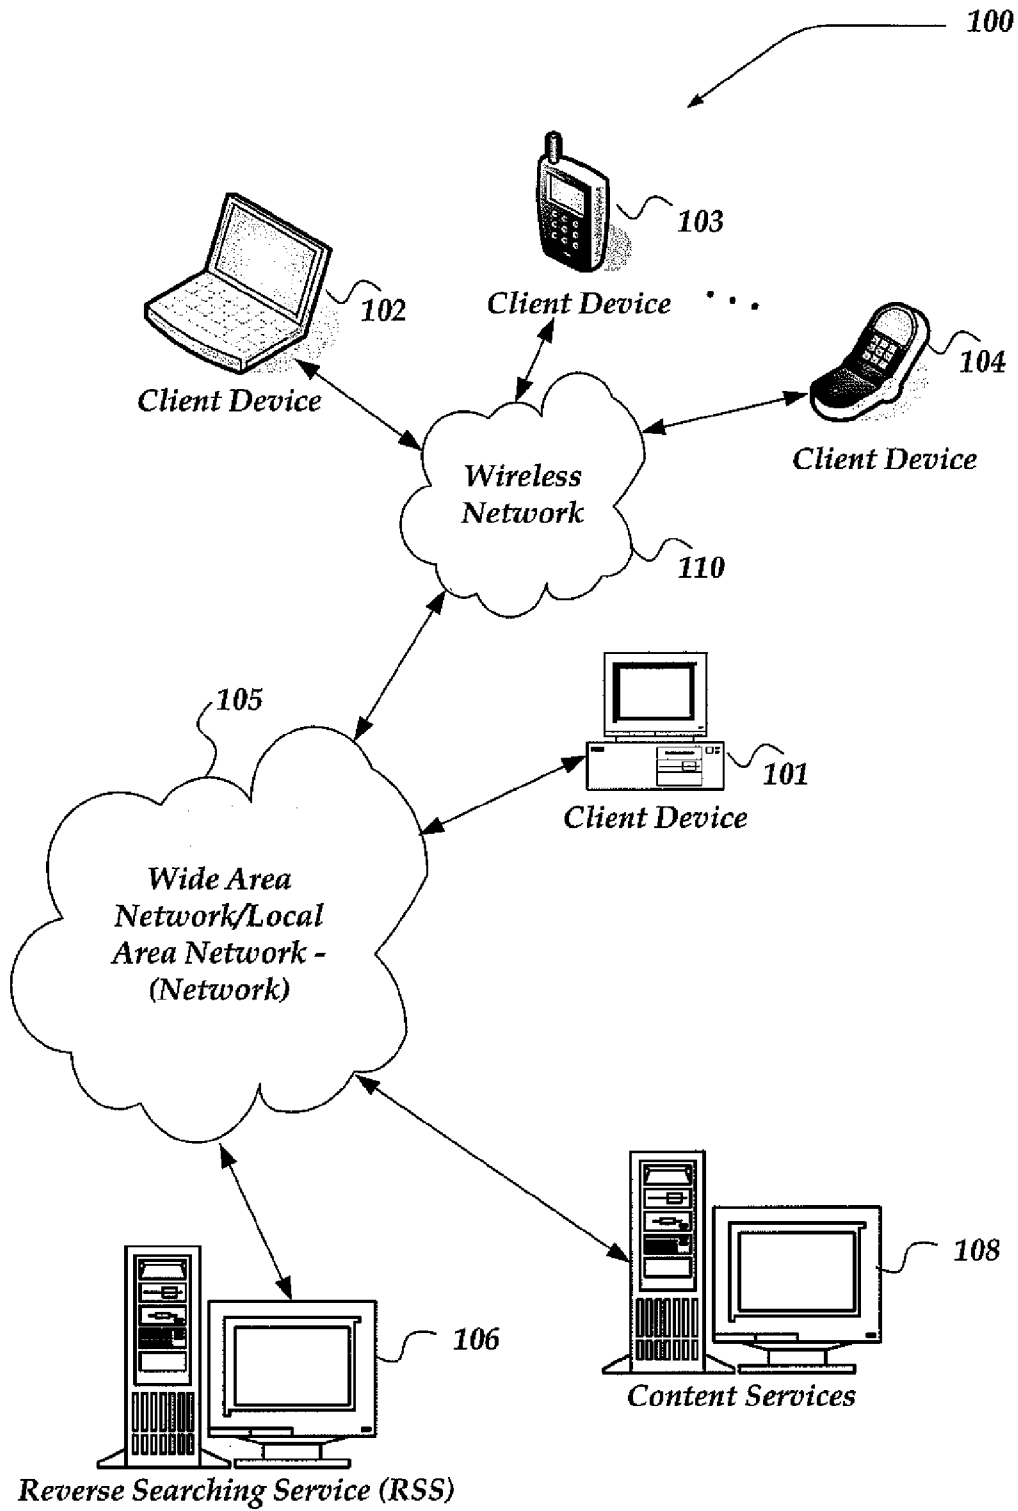 100
103
Client Device
. . .
102
Client Device
104
Client Device
Wireless
Network
110
105
101
Client Device
Wide Area
Network/Local
Area Network -
(Network)
108
Content Services
106
Reverse Searching Service (RSS)